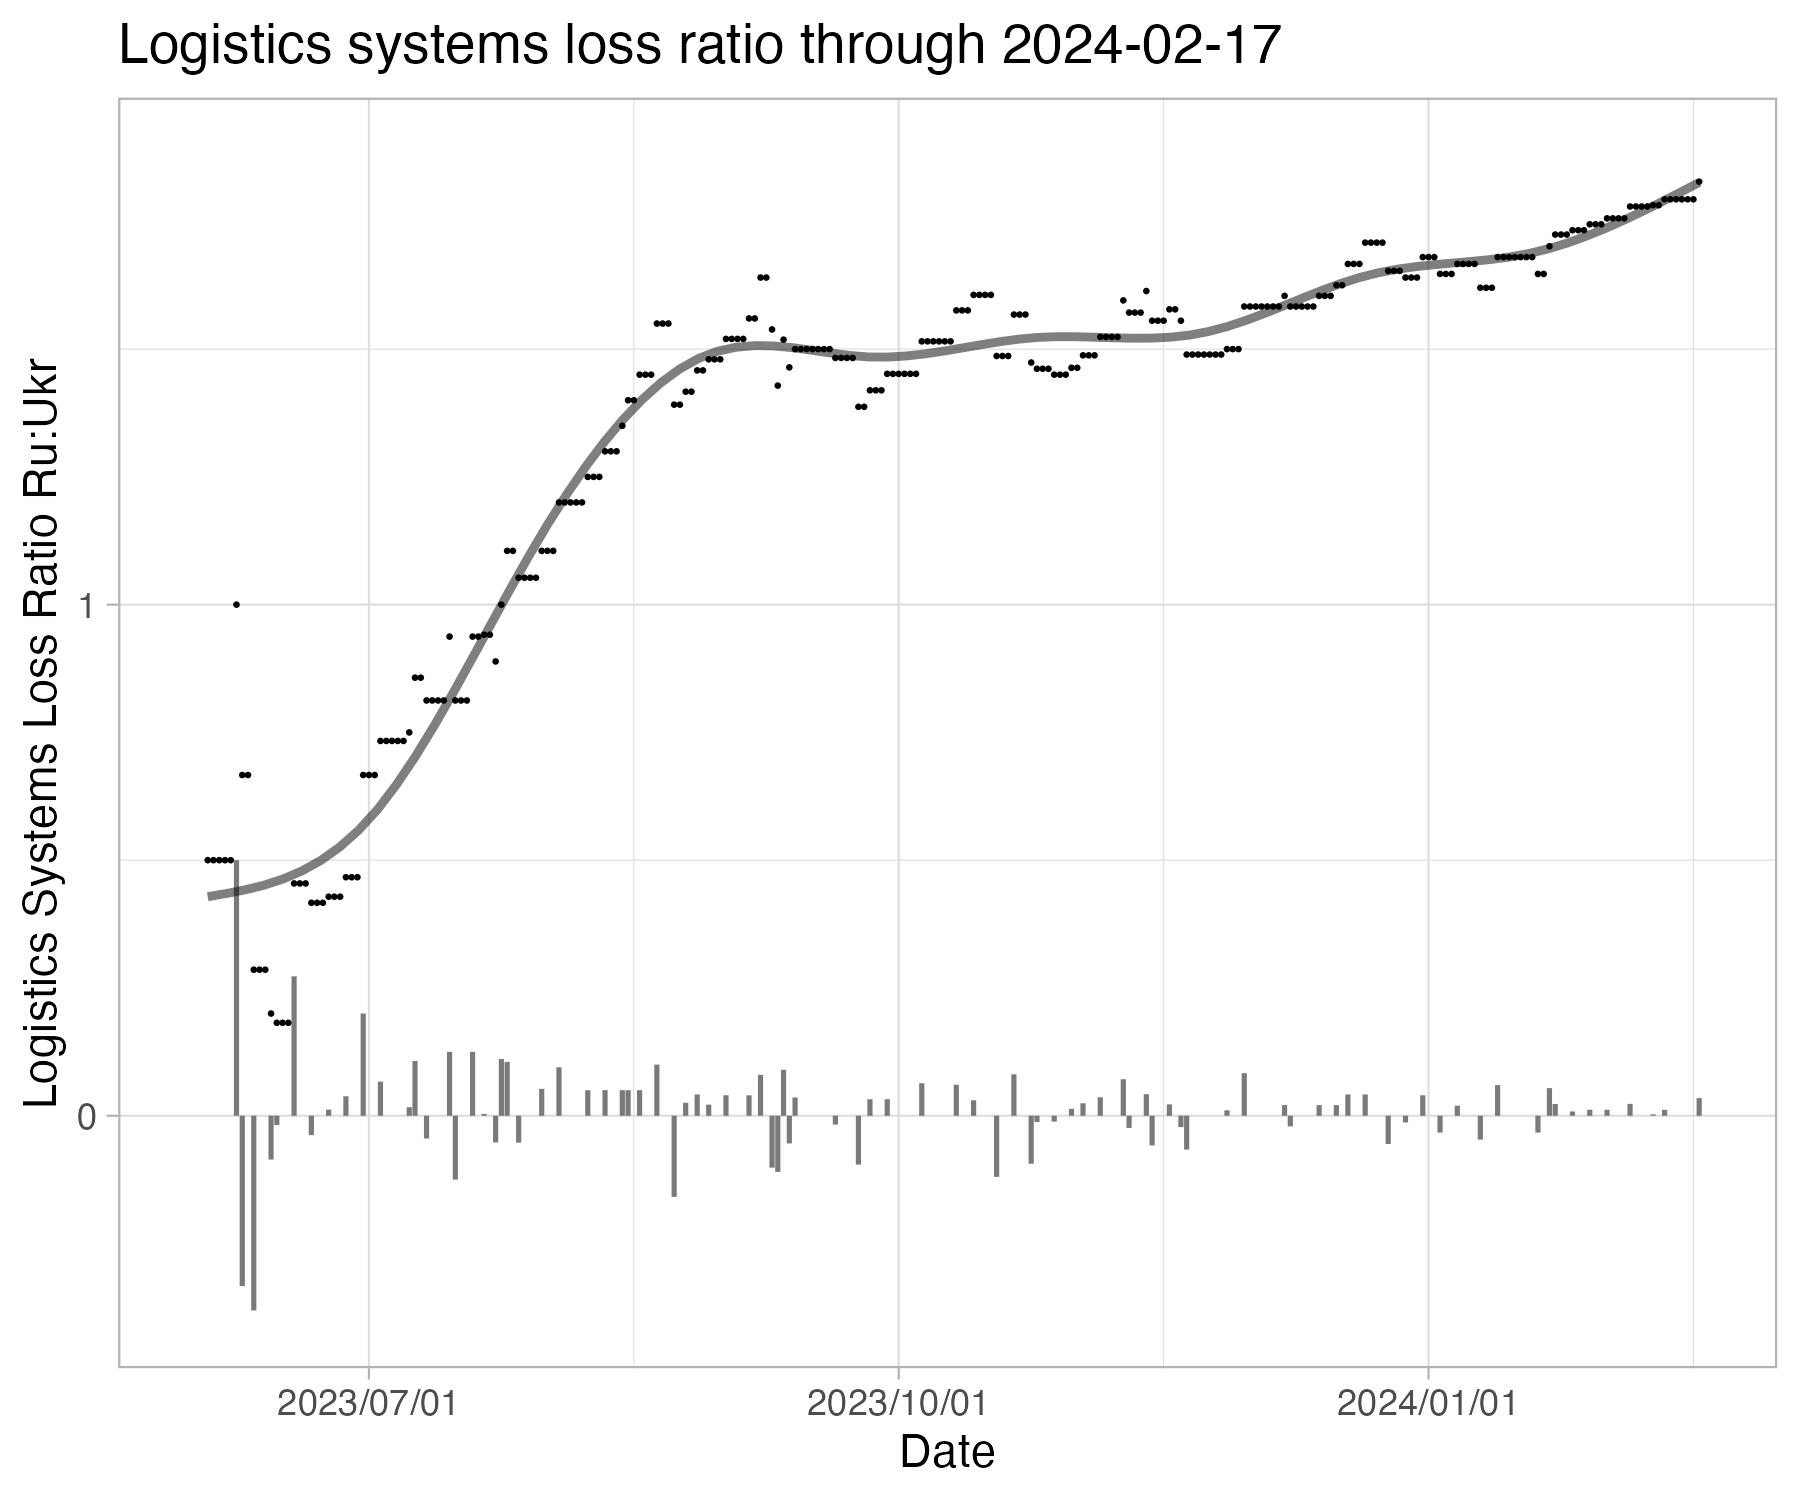 Logistics systems loss ratio through 2024-02-17
Logistics Systems Loss Ratio Ru:Ukr
1
0
2023/07/01
2023/10/01
2024/01/01
Date